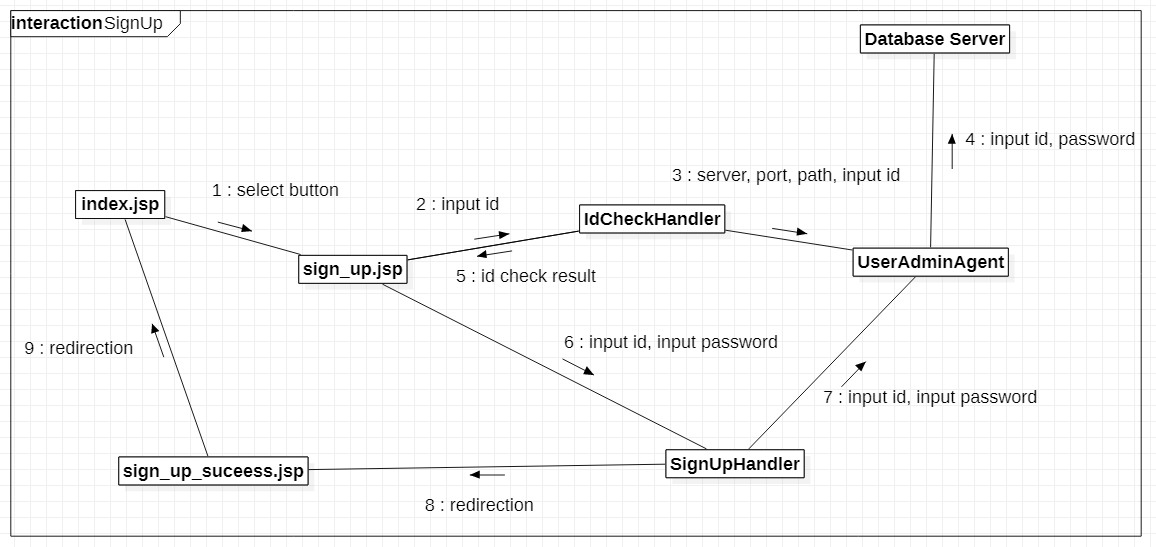 interaction SignUp
Database Server
4 : input id, password
3 : server, port, path, input id
1 : select button
index.jsp
2 : input id
IdCheckHandler
UserAdminAgent
sign_up.jsp
5 : id check result
6 : input id, input password
9 : redirection
7 : input id, input password
SignUpHandler
sign_up_suceess.jsp
8 : redirection